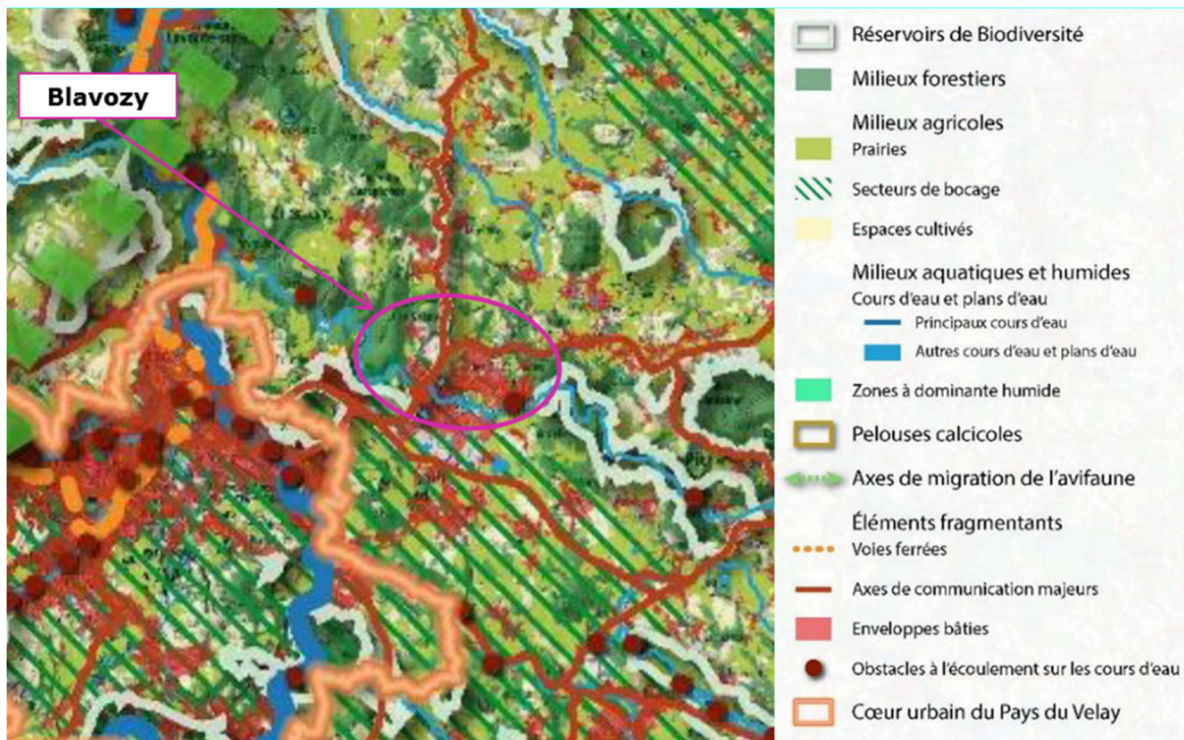 Blavozy
Réservoirs de Biodiversité
Milieux forestiers
Milieux agricoles
Prairies
Secteurs de bocage
Espaces cultivés
Milieux aquatiques et humides
Cours d'eau et plans d'eau
Principaux cours d'eau
Autres cours d'eau et plans d'eau
Zones à dominante humide
Pelouses calcicoles
Axes de migration de l'avifaune
Éléments fragmentants
Voies ferrées
Axes de communication majeurs
Enveloppes bâties
Obstacles à l'écoulement sur les cours d'eau
Cœur urbain du Pays du Velay